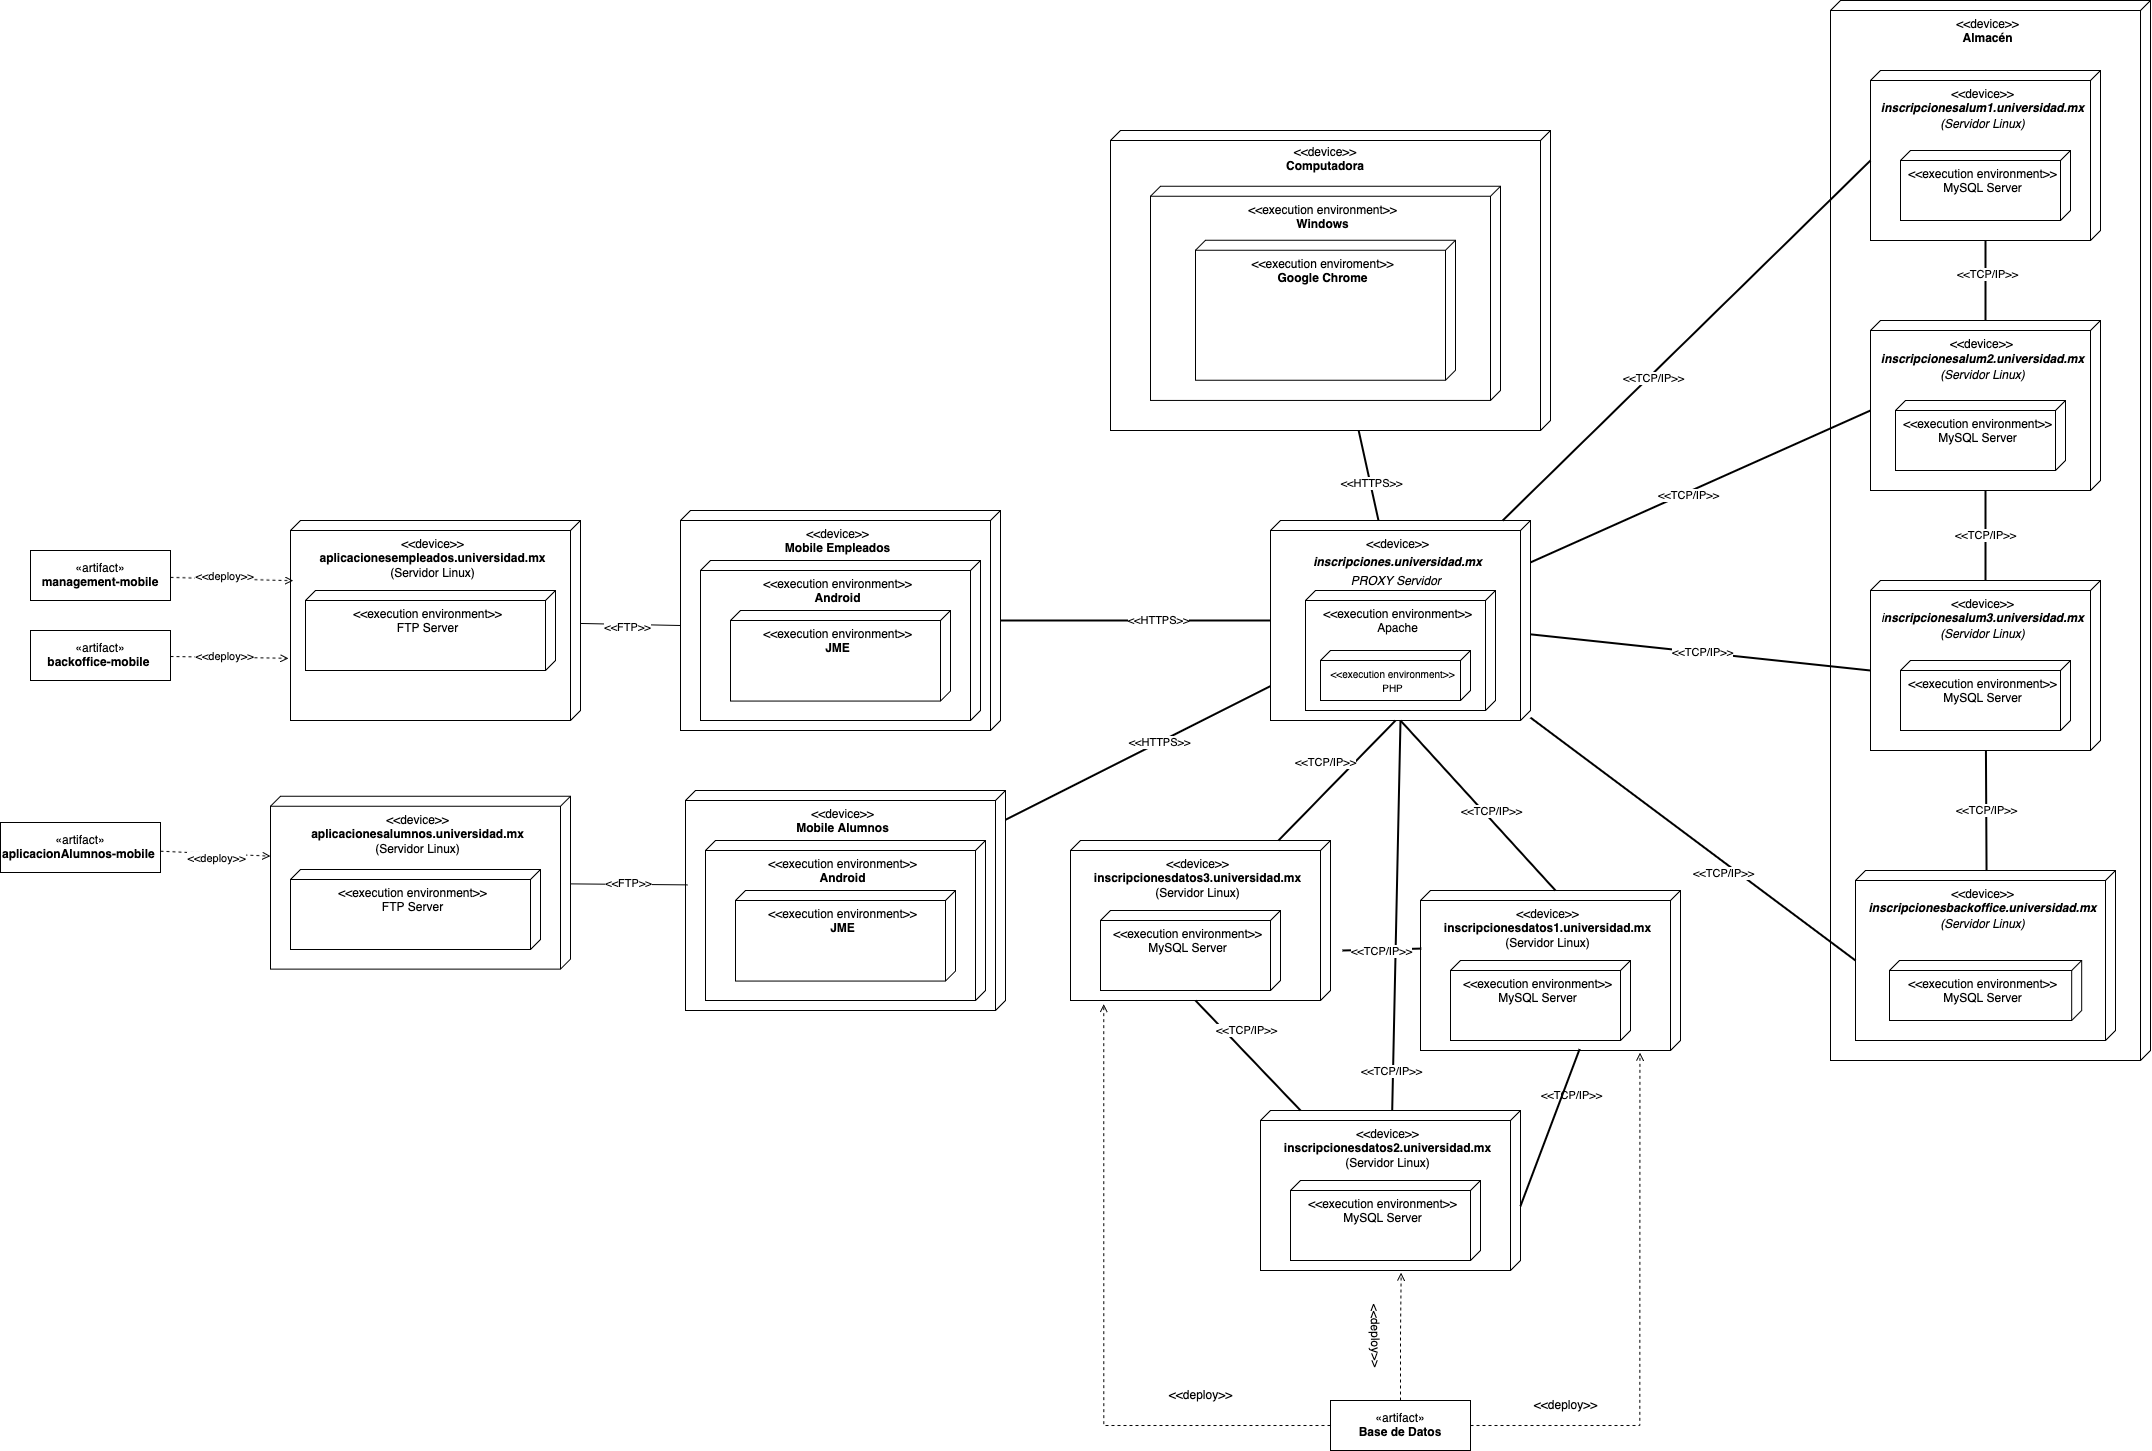 <<device>>
Almacén
<<device>>
inscripcionesalum1.universidad.mx
(Servidor Linux)
<<execution environment>>
MySQL Server
<<TCP/IP>>
<<device>>
inscripcionesalum2.universidad.mx
(Servidor Linux)
<<execution environment>>
MySQL Server
<<TCP/IP>>
<<device>>
inscripcionesalum3.universidad.mx
(Servidor Linux)
<<execution environment>>
MySQL Server
<<TCP/IP>>
<<device>>
inscripcionesbackoffice.universidad.mx
(Servidor Linux)
<<execution environment>>
MySQL Server
<<device>>
Computadora
<<execution environment>>
Windows
<<execution enviroment>>
Google Chrome
<<HTTPS>>
<<TCP/IP>>
<<TCP/IP>>
<<TCP/IP>>
<<TCP/IP>>
«artifact»
management-mobile
<<deploy>>
«artifact»
backoffice-mobile
<<deploy>>
<<device>>
aplicacionesempleados.universidad.mx
(Servidor Linux)
<<execution environment>>
FTP Server
<<FTP>>
<<device>>
Mobile Empleados
<<execution environment>>
Android
<<execution environment>>
JME
<<HTTPS>>
<<device>>
inscripciones.universidad.mx
PROXY Servidor
<<execution environment>>
Apache
<<execution environment>>
PHP
<<HTTPS>>
«artifact»
aplicacionAlumnos-mobile
<<deploy>>
<<device>>
aplicacionesalumnos.universidad.mx
(Servidor Linux)
<<execution environment>>
FTP Server
<<FTP>>
<<device>>
Mobile Alumnos
<<execution environment>>
Android
<<execution environment>>
JME
<<TCP/IP>>
<<TCP/IP>>
<<device>>
inscripcionesdatos3.universidad.mx
(Servidor Linux)
<<execution environment>>
MySQL Server
<<TCP/IP>>
<<device>>
inscripcionesdatos1.universidad.mx
(Servidor Linux)
<<execution environment>>
MySQL Server
<<TCP/IP>>
<<TCP/IP>>
<<TCP/IP>>
<<device>>
inscripcionesdatos2.universidad.mx
(Servidor Linux)
<<execution environment>>
MySQL Server
<<deploy>>
<<deploy>>
<<deploy>>
«artifact»
Base de Datos